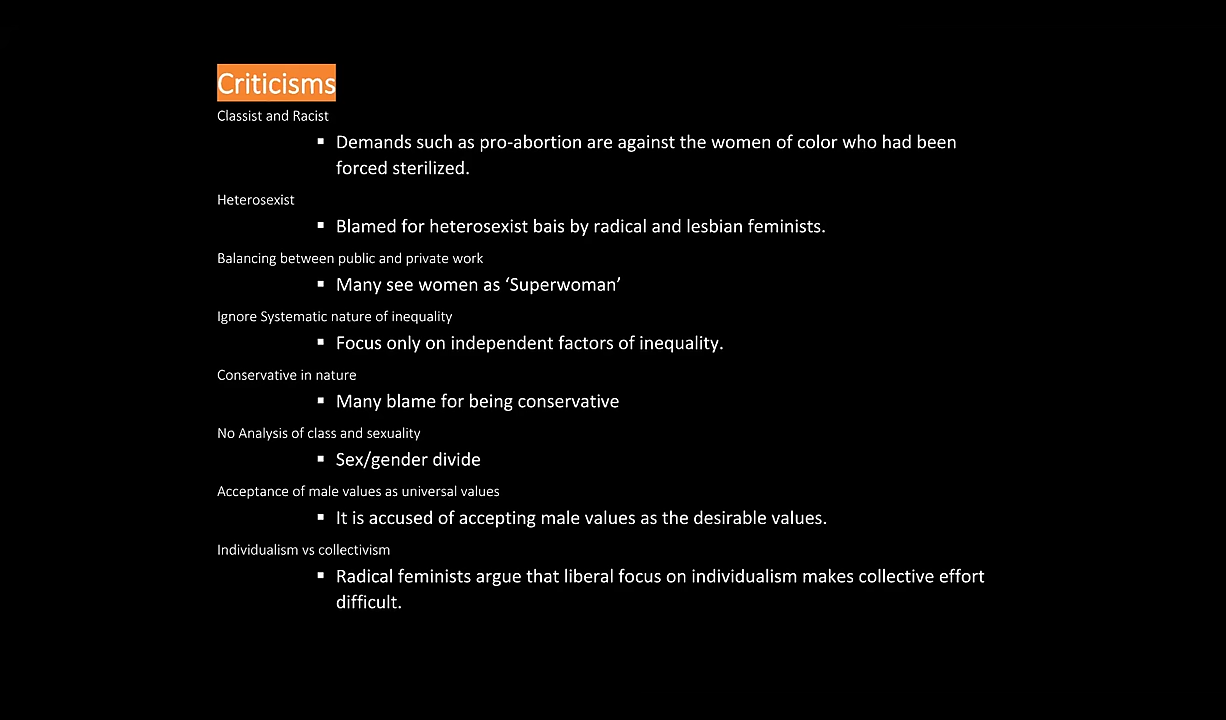 Criticisms
Classist and Racist
▪ Demands such as pro-abortion are against the women of color who had been
forced sterilized.
Heterosexist
▪ Blamed for heterosexist bais by radical and lesbian feminists.
Balancing between public and private work
▪ Many see women as ‘Superwoman’
Ignore Systematic nature of inequality
▪ Focus only on independent factors of inequality.
Conservative in nature
▪ Many blame for being conservative
No Analysis of class and sexuality
▪ Sex/gender divide
Acceptance of male values as universal values
▪ It is accused of accepting male values as the desirable values.
Individualism vs collectivism
▪ Radical feminists argue that liberal focus on individualism makes collective effort
difficult.